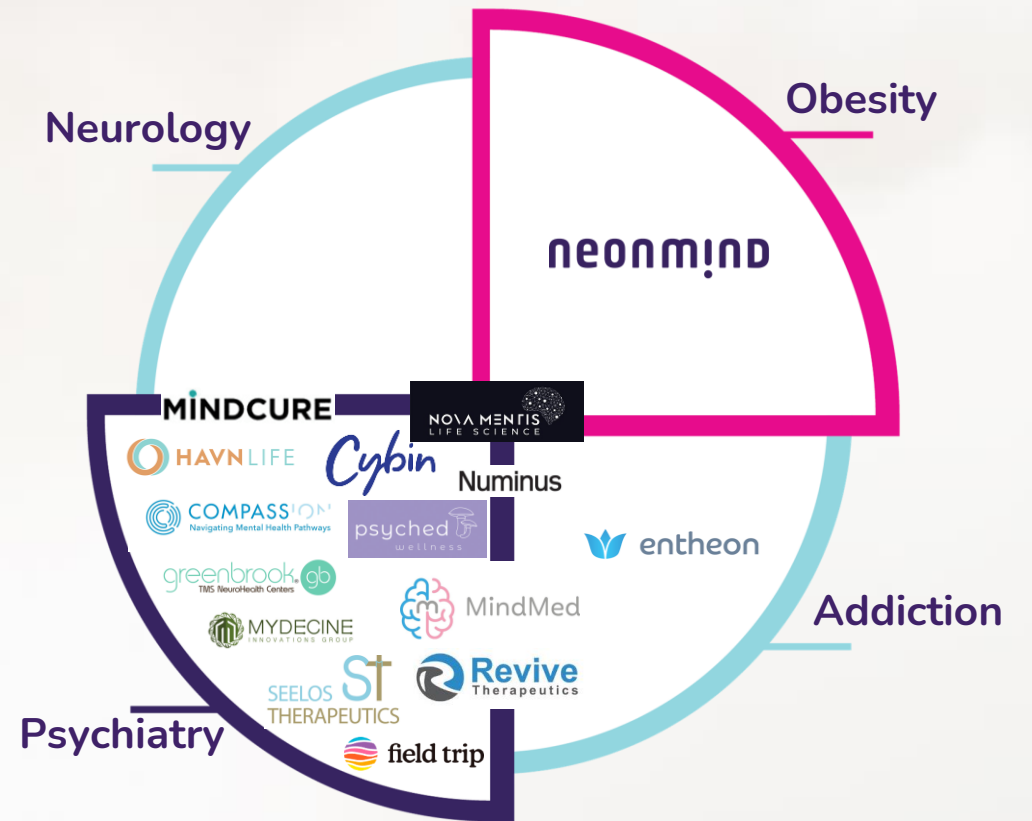 Neurology
Obesity
neonmind
MINDCURE
NOVA MENTIS
LIFE SCIENCE
HAVNLIFE
Cybin
Numinus
COMPASSION
Navigating Mental Health Pathways
psyched
wellness
entheon
greenbrook gb
TMS NeuroHealth Centers
m MindMed
MYDECINE
INNOVATIONS GROUP
Addiction
ST
SEELOS
THERAPEUTICS
Revive
Therapeutics
Psychiatry
field trip